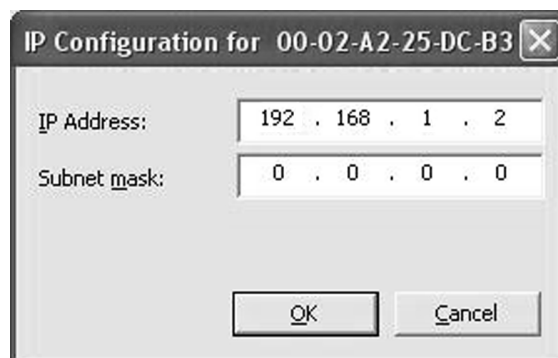 IP Configuration for 00-02-A2-25-DC-B3
IP Address: 192 . 168 . 1 . 2
Subnet mask: 0 . 0 . 0 . 0
OK Cancel